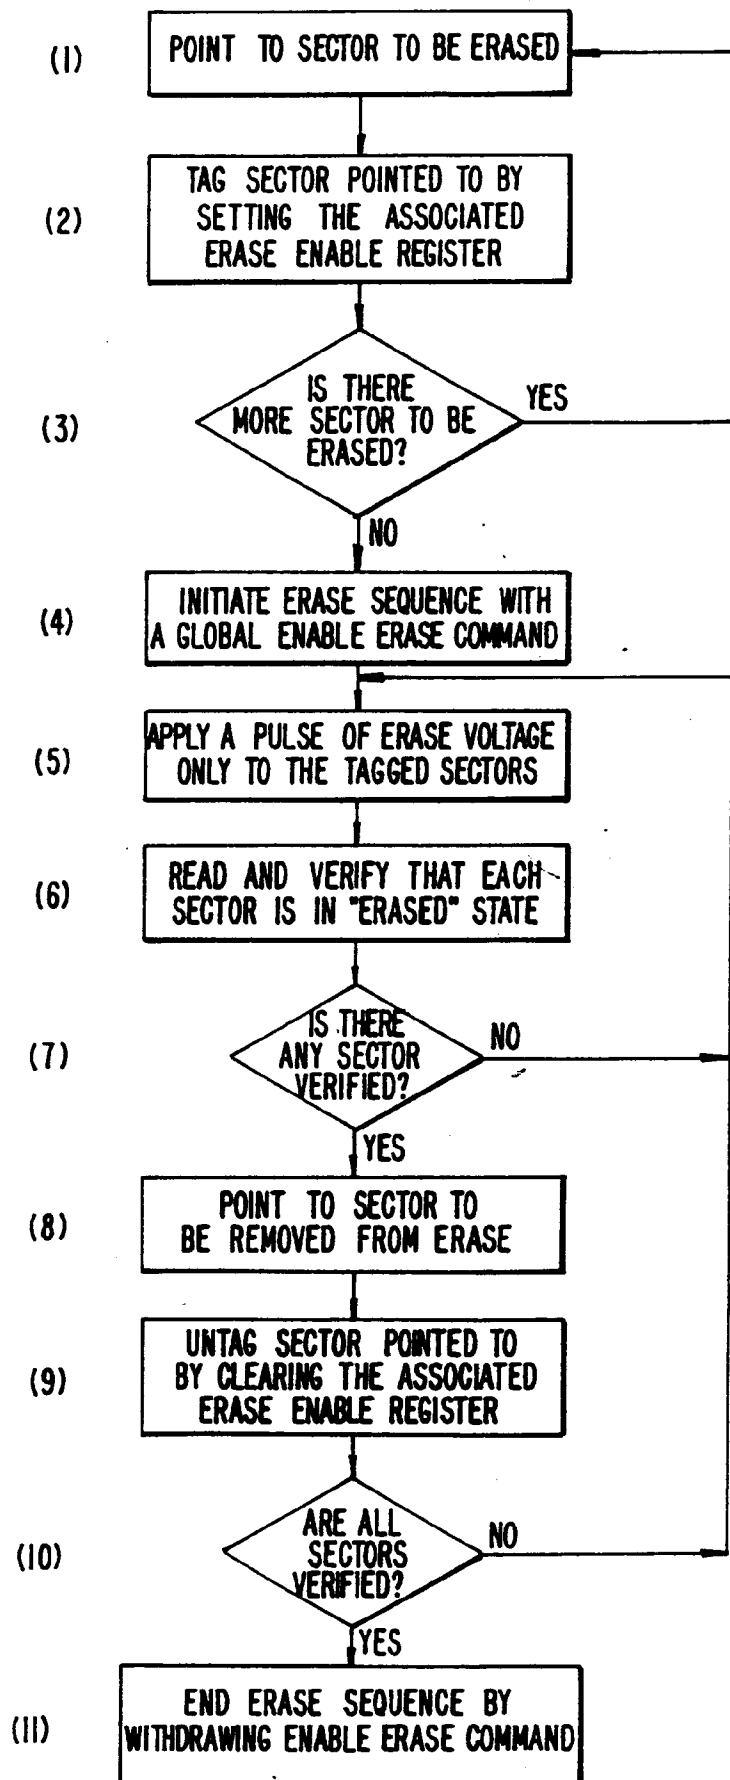 (1)
POINT TO SECTOR TO BE ERASED
(2)
TAG SECTOR POINTED TO BY
SETTING THE ASSOCIATED
ERASE ENABLE REGISTER
(3)
IS THERE
MORE SECTOR TO BE
ERASED?
YES
NO
(4)
INITIATE ERASE SEQUENCE WITH
A GLOBAL ENABLE ERASE COMMAND
(5)
APPLY A PULSE OF ERASE VOLTAGE
ONLY TO THE TAGGED SECTORS
(6)
READ AND VERIFY THAT EACH
SECTOR IS IN "ERASED" STATE
(7)
IS THERE
ANY SECTOR
VERIFIED?
NO
YES
(8)
POINT TO SECTOR TO
BE REMOVED FROM ERASE
(9)
UNTAG SECTOR POINTED TO
BY CLEARING THE ASSOCIATED
ERASE ENABLE REGISTER
(10)
ARE ALL
SECTORS
VERIFIED?
NO
YES
(11)
END ERASE SEQUENCE BY
WITHDRAWING ENABLE ERASE COMMAND